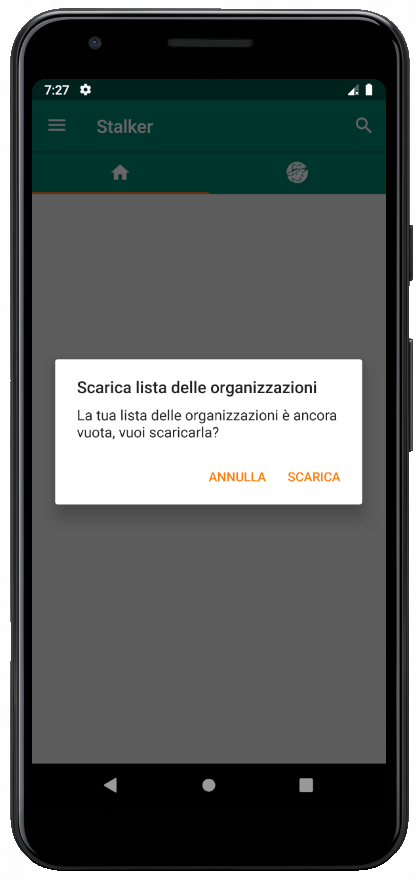 7:27
Stalker
Scarica lista delle organizzazioni
La tua lista delle organizzazioni è ancora
vuota, vuoi scaricarla?
ANNULLA SCARICA